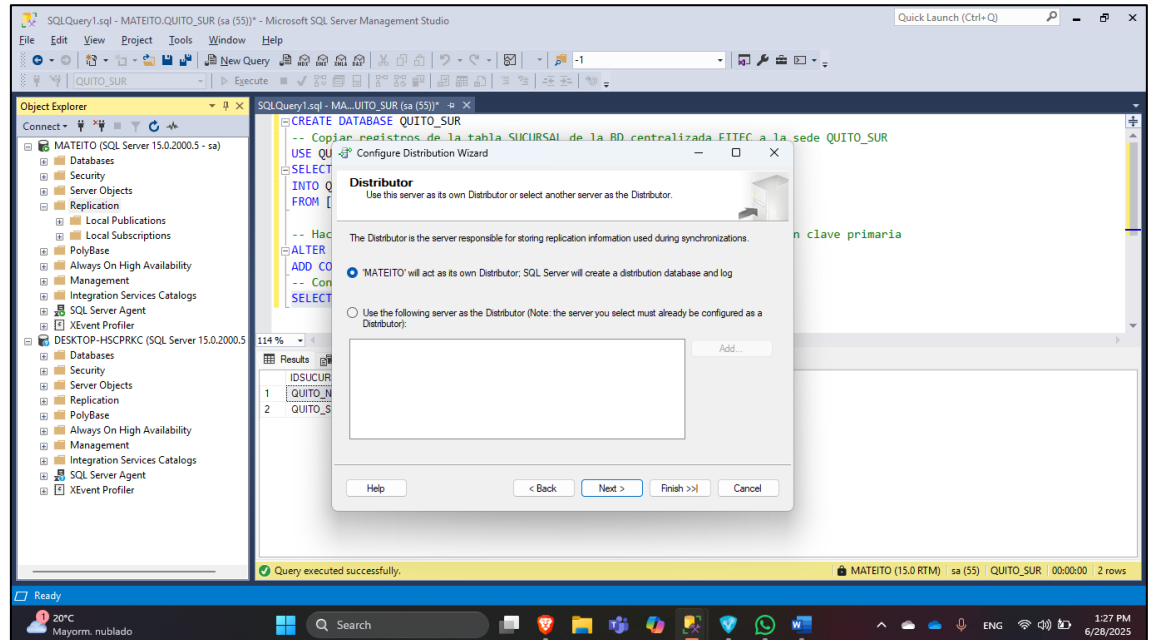 SQLQuery1.sql - MATEITO.QUITO_SUR (sa (55))* - Microsoft SQL Server Management Studio
Quick Launch (Ctrl+Q)
File Edit View Project Tools Window Help
New Query
-1
QUITO_SUR
Execute
Object Explorer
Connect
MATEITO (SQL Server 15.0.2000.5 - sa)
Databases
Security
Server Objects
Replication
Local Publications
Local Subscriptions
PolyBase
Always On High Availability
Management
Integration Services Catalogs
SQL Server Agent
XEvent Profiler
DESKTOP-HSCPRKC (SQL Server 15.0.2000.5
Databases
Security
Server Objects
Replication
PolyBase
Always On High Availability
Management
Integration Services Catalogs
SQL Server Agent
XEvent Profiler
SQLQuery1.sql - MA...UITO_SUR (sa (55))*
CREATE DATABASE QUITO_SUR
-- Copiar registros de la tabla SUCURSAL de la BD centralizada EITEC a la sede QUITO_SUR
USE QU
SELECT
INTO Q
FROM [
-- Hac
n clave primaria
ALTER
ADD CO
-- Con
SELECT
114 %
Results
IDSUCUR
1 QUITO_N
2 QUITO_S
Configure Distribution Wizard
Distributor
Use this server as its own Distributor or select another server as the Distributor.
The Distributor is the server responsible for storing replication information used during synchronizations.
'MATEITO' will act as its own Distributor; SQL Server will create a distribution database and log
Use the following server as the Distributor (Note: the server you select must already be configured as a
Distributor):
Add...
Help
< Back
Next >
Finish >>|
Cancel
Query executed successfully.
MATEITO (15.0 RTM) sa (55) QUITO_SUR 00:00:00 2 rows
Ready
1
20°C
Mayorm. nublado
Search
ENG
1:27 PM
6/28/2025